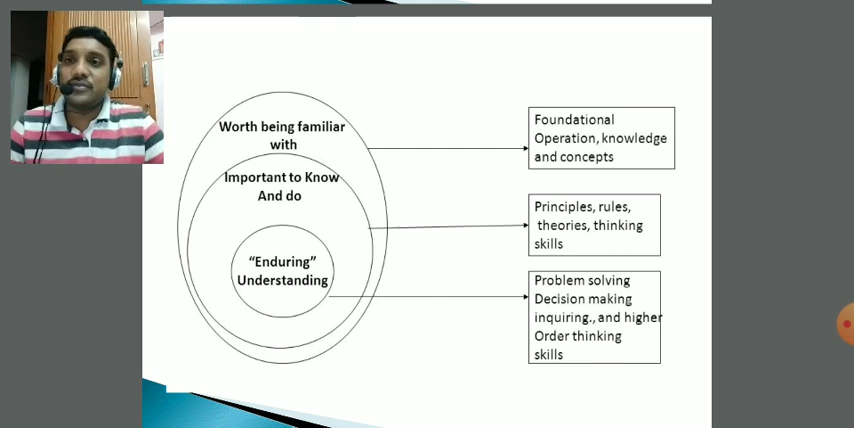 Worth being familiar
with
Important to Know
And do
“Enduring”
Understanding
Foundational
Operation, knowledge
and concepts
Principles, rules,
theories, thinking
skills
Problem solving
Decision making
inquiring., and higher
Order thinking
skills